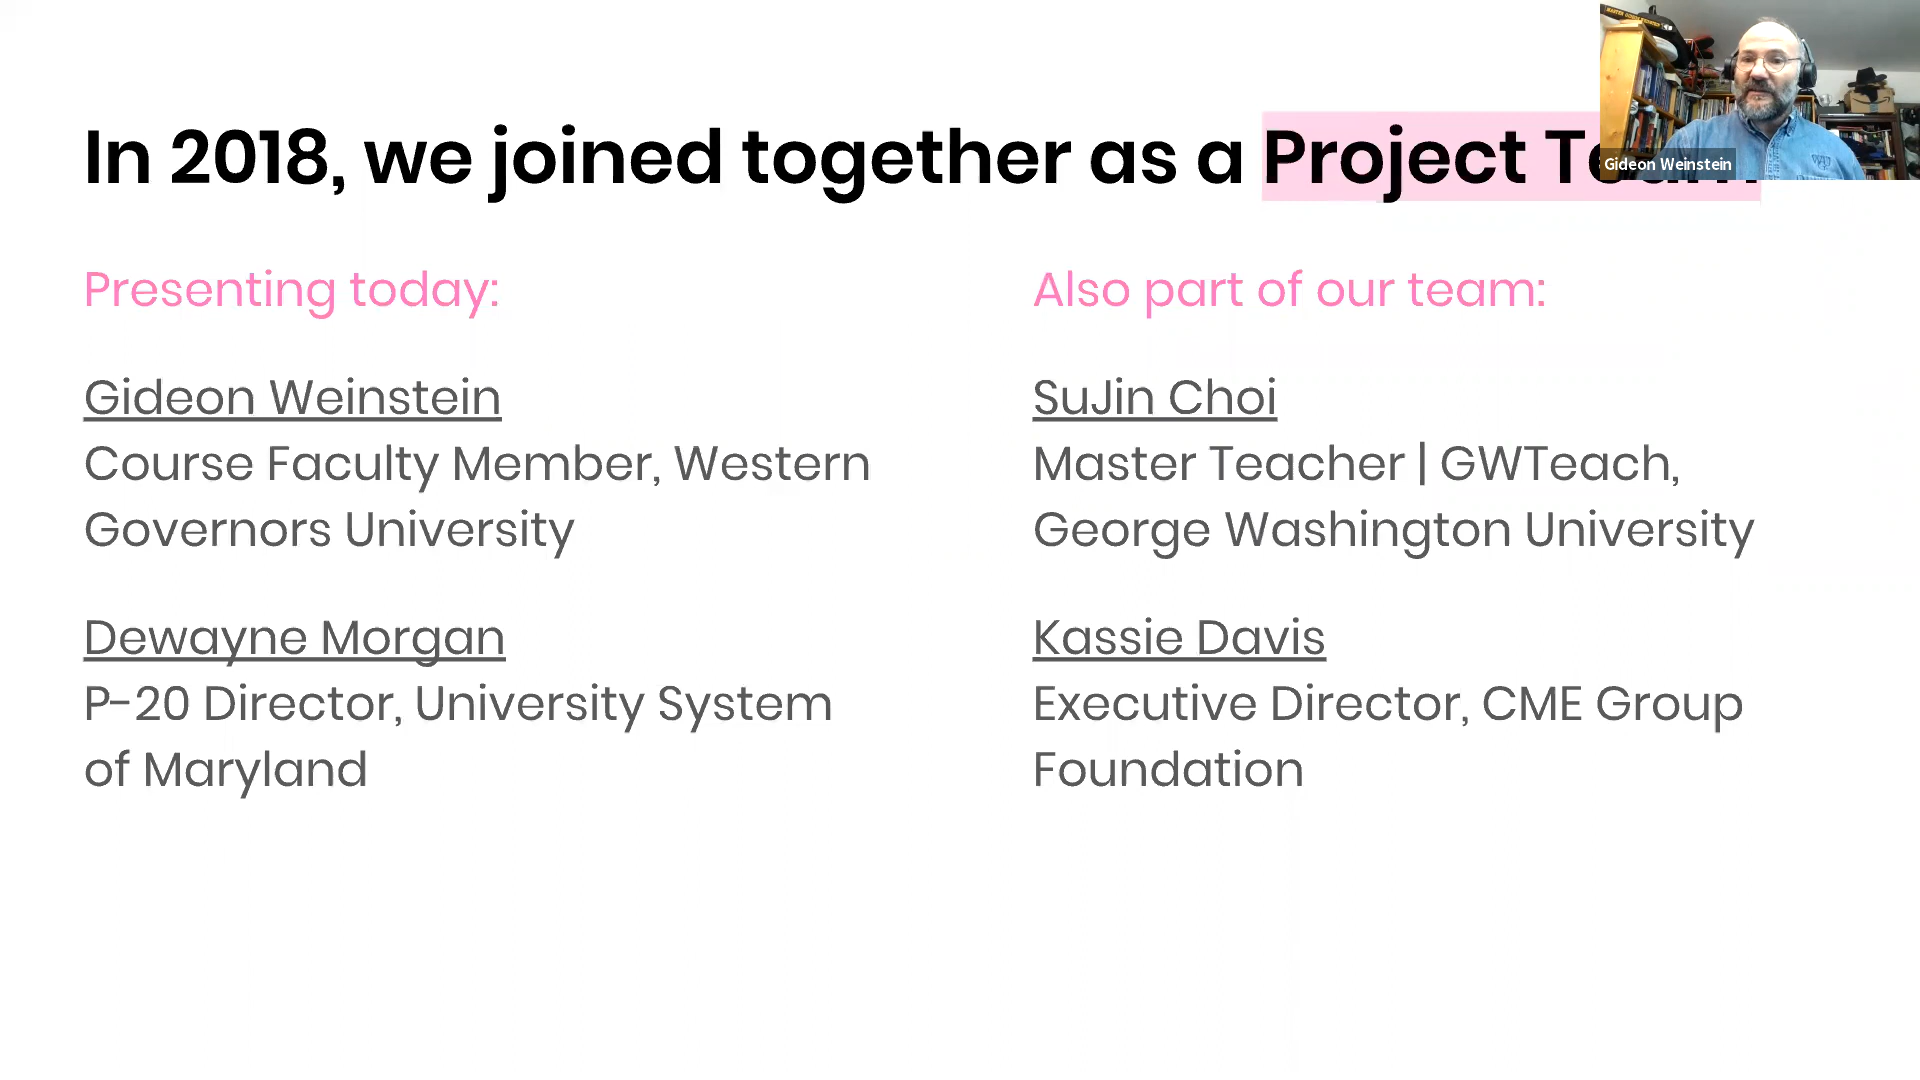 In 2018, we joined together as a Project Team
Gideon Weinstein
Presenting today:
Gideon Weinstein
Course Faculty Member, Western
Governors University
Dewayne Morgan
P-20 Director, University System
of Maryland
Also part of our team:
SuJin Choi
Master Teacher | GWTeach,
George Washington University
Kassie Davis
Executive Director, CME Group
Foundation